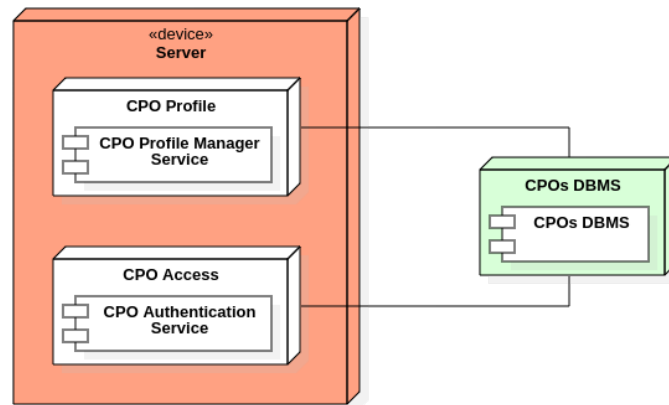 «device»
Server
CPO Profile
CPO Profile Manager
Service
CPO Access
CPO Authentication
Service
CPOs DBMS
CPOs DBMS